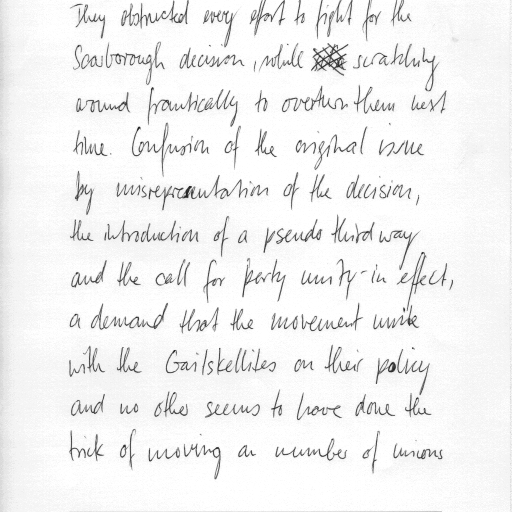 They obstructed every effort to fight for the
Scarborough decision, while scratching
around frantically to overturn them next
time. Confusion of the original issue
by misrepresentation of the decision,
the introduction of a pseudo third way
and the call for party unity-in effect,
a demand that the movement unite
with the Gaitskellites on their policy
and no other seems to have done the
trick of moving a number of unions